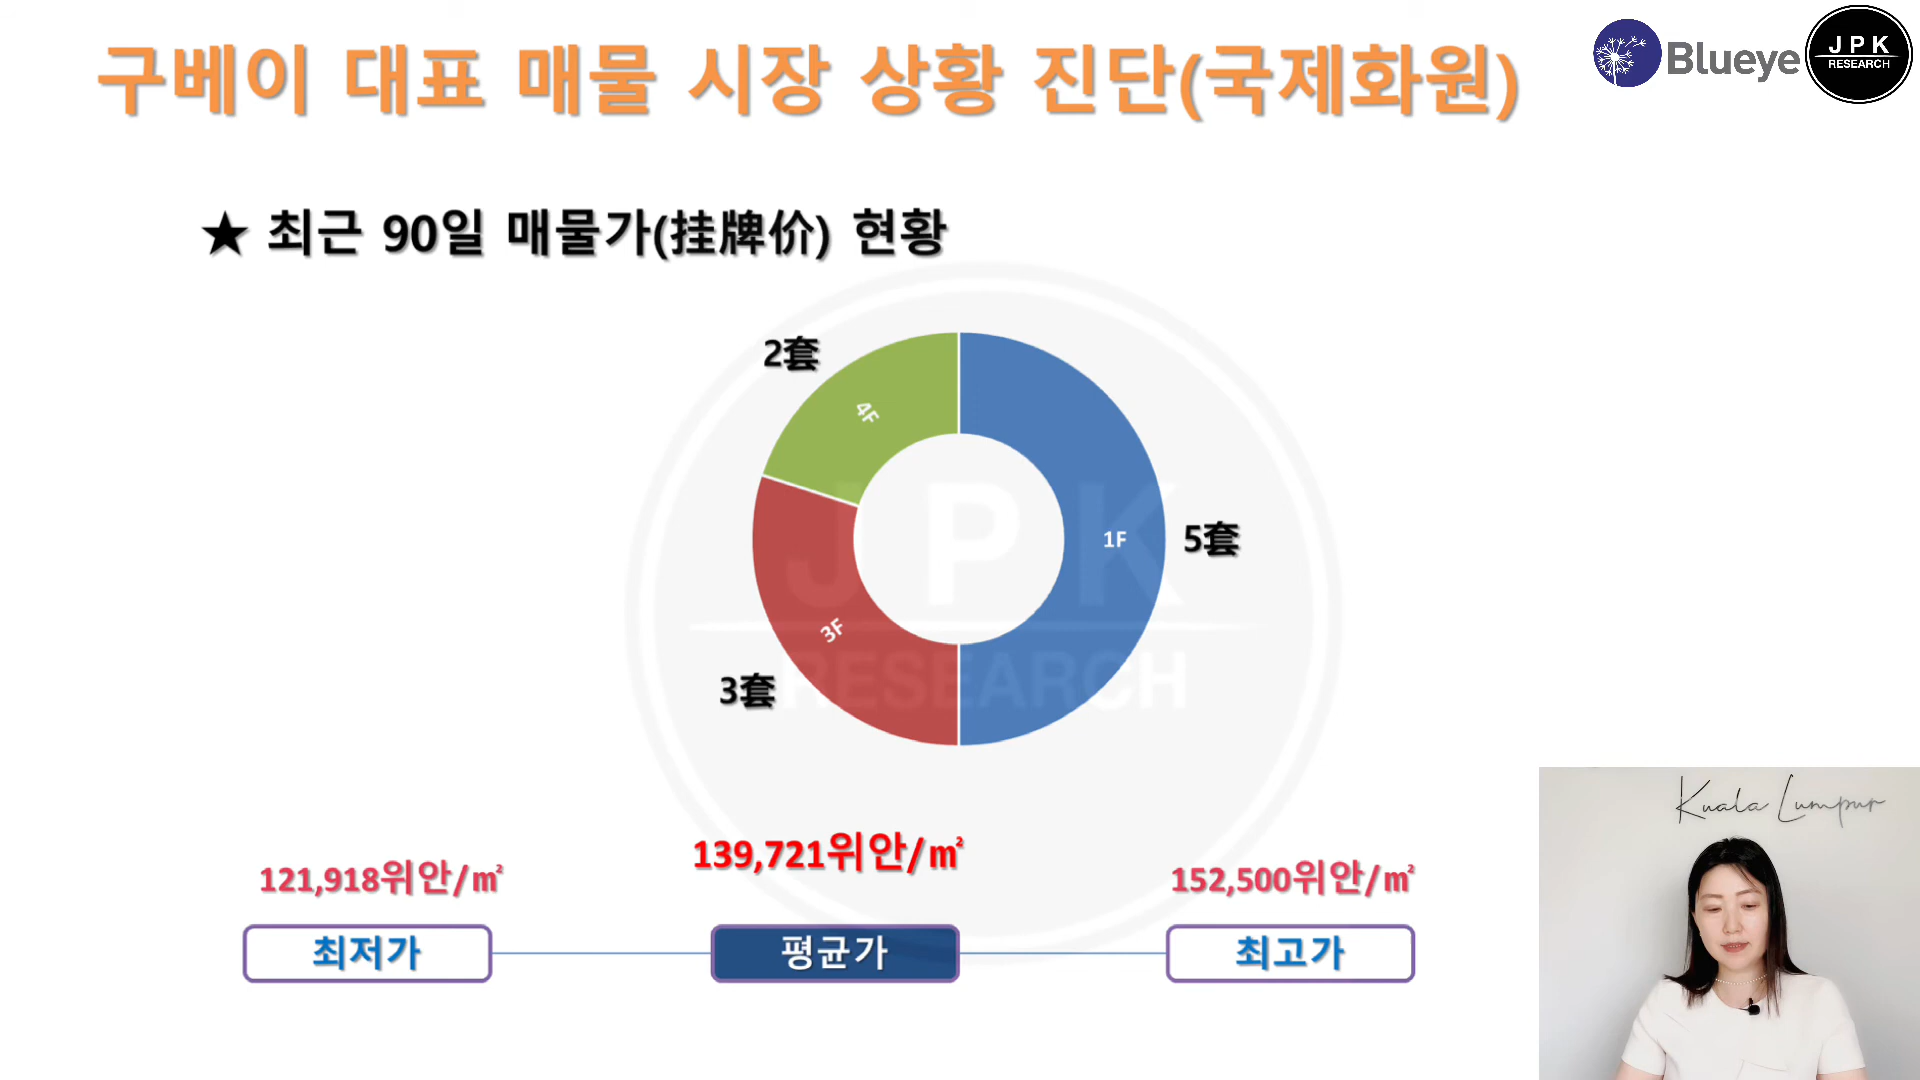 구베이 대표 매물 시장 상황 진단(국제화원)
Blueye
JPK
RESEARCH
★ 최근 90일 매물가(挂牌价) 현황
2套
4F
1F
5套
3F
3套
JPK
RESEARCH
121,918위안/㎡
139,721위안/㎡
152,500위안/㎡
최저가
평균가
최고가
Kuala Lumpur